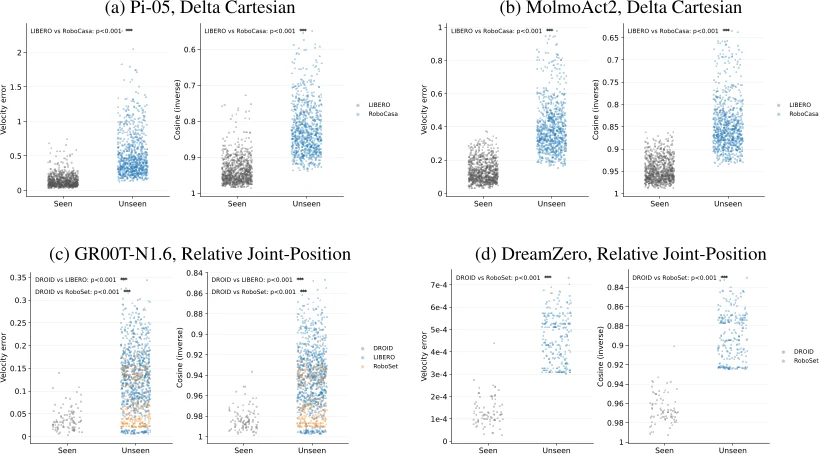 (a) Pi-05, Delta Cartesian
LIBERO vs RoboCasa: p<0.001 ***
Velocity error
2
1.5
1
0.5
0
Seen
Unseen
LIBERO vs RoboCasa: p<0.001 ***
Cosine (inverse)
0.6
0.7
0.8
0.9
1
Seen
Unseen
LIBERO
RoboCasa
(b) MolmoAct2, Delta Cartesian
LIBERO vs RoboCasa: p<0.001 ***
Velocity error
1
0.8
0.6
0.4
0.2
0
Seen
Unseen
LIBERO vs RoboCasa: p<0.001 ***
Cosine (inverse)
0.65
0.7
0.75
0.8
0.85
0.9
0.95
1
Seen
Unseen
LIBERO
RoboCasa
(c) GR00T-N1.6, Relative Joint-Position
DROID vs LIBERO: p<0.001 ***
DROID vs RoboSet: p<0.001 ***
Velocity error
0.35
0.3
0.25
0.2
0.15
0.1
0.05
0
Seen
Unseen
DROID vs LIBERO: p<0.001 ***
DROID vs RoboSet: p<0.001 ***
Cosine (inverse)
0.84
0.86
0.88
0.9
0.92
0.94
0.96
0.98
1
Seen
Unseen
DROID
LIBERO
RoboSet
(d) DreamZero, Relative Joint-Position
DROID vs RoboSet: p<0.001 ***
Velocity error
7e-4
6e-4
5e-4
4e-4
3e-4
2e-4
1e-4
0
Seen
Unseen
DROID vs RoboSet: p<0.001 ***
Cosine (inverse)
0.84
0.86
0.88
0.9
0.92
0.94
0.96
0.98
1
Seen
Unseen
DROID
RoboSet